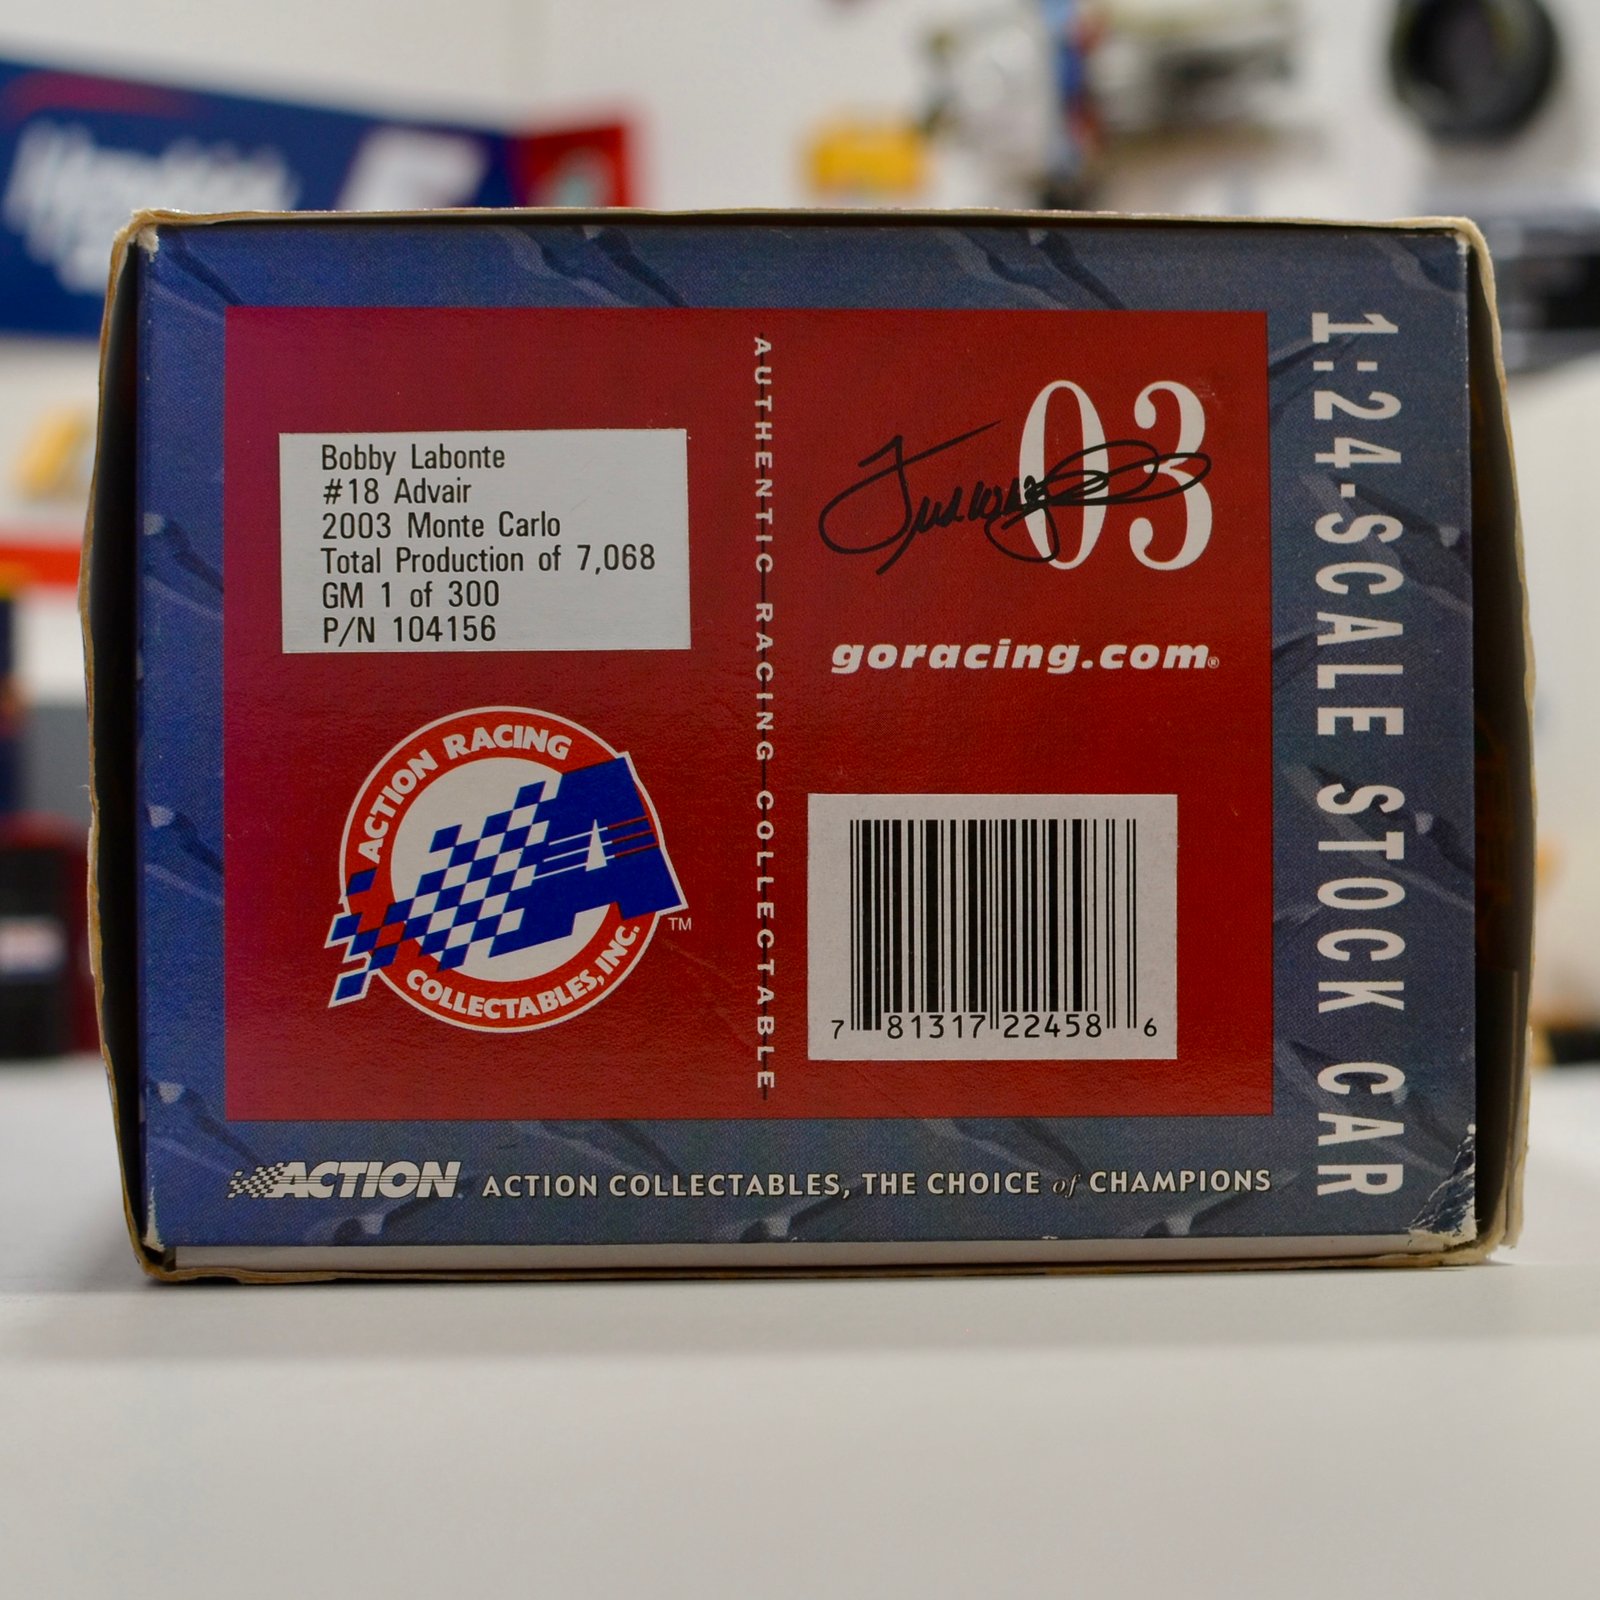 Bobby Labonte
#18 Advair
2003 Monte Carlo
Total Production of 7,068
GM 1 of 300
P/N 104156
ACTION RACING
COLLECTABLES, INC.
TM
AUTHENTIC RACING COLLECTABLE
03
goracing.com®
7 81317 22458 6
1:24-SCALE STOCK CAR
ACTION
ACTION COLLECTABLES, THE CHOICE of CHAMPIONS